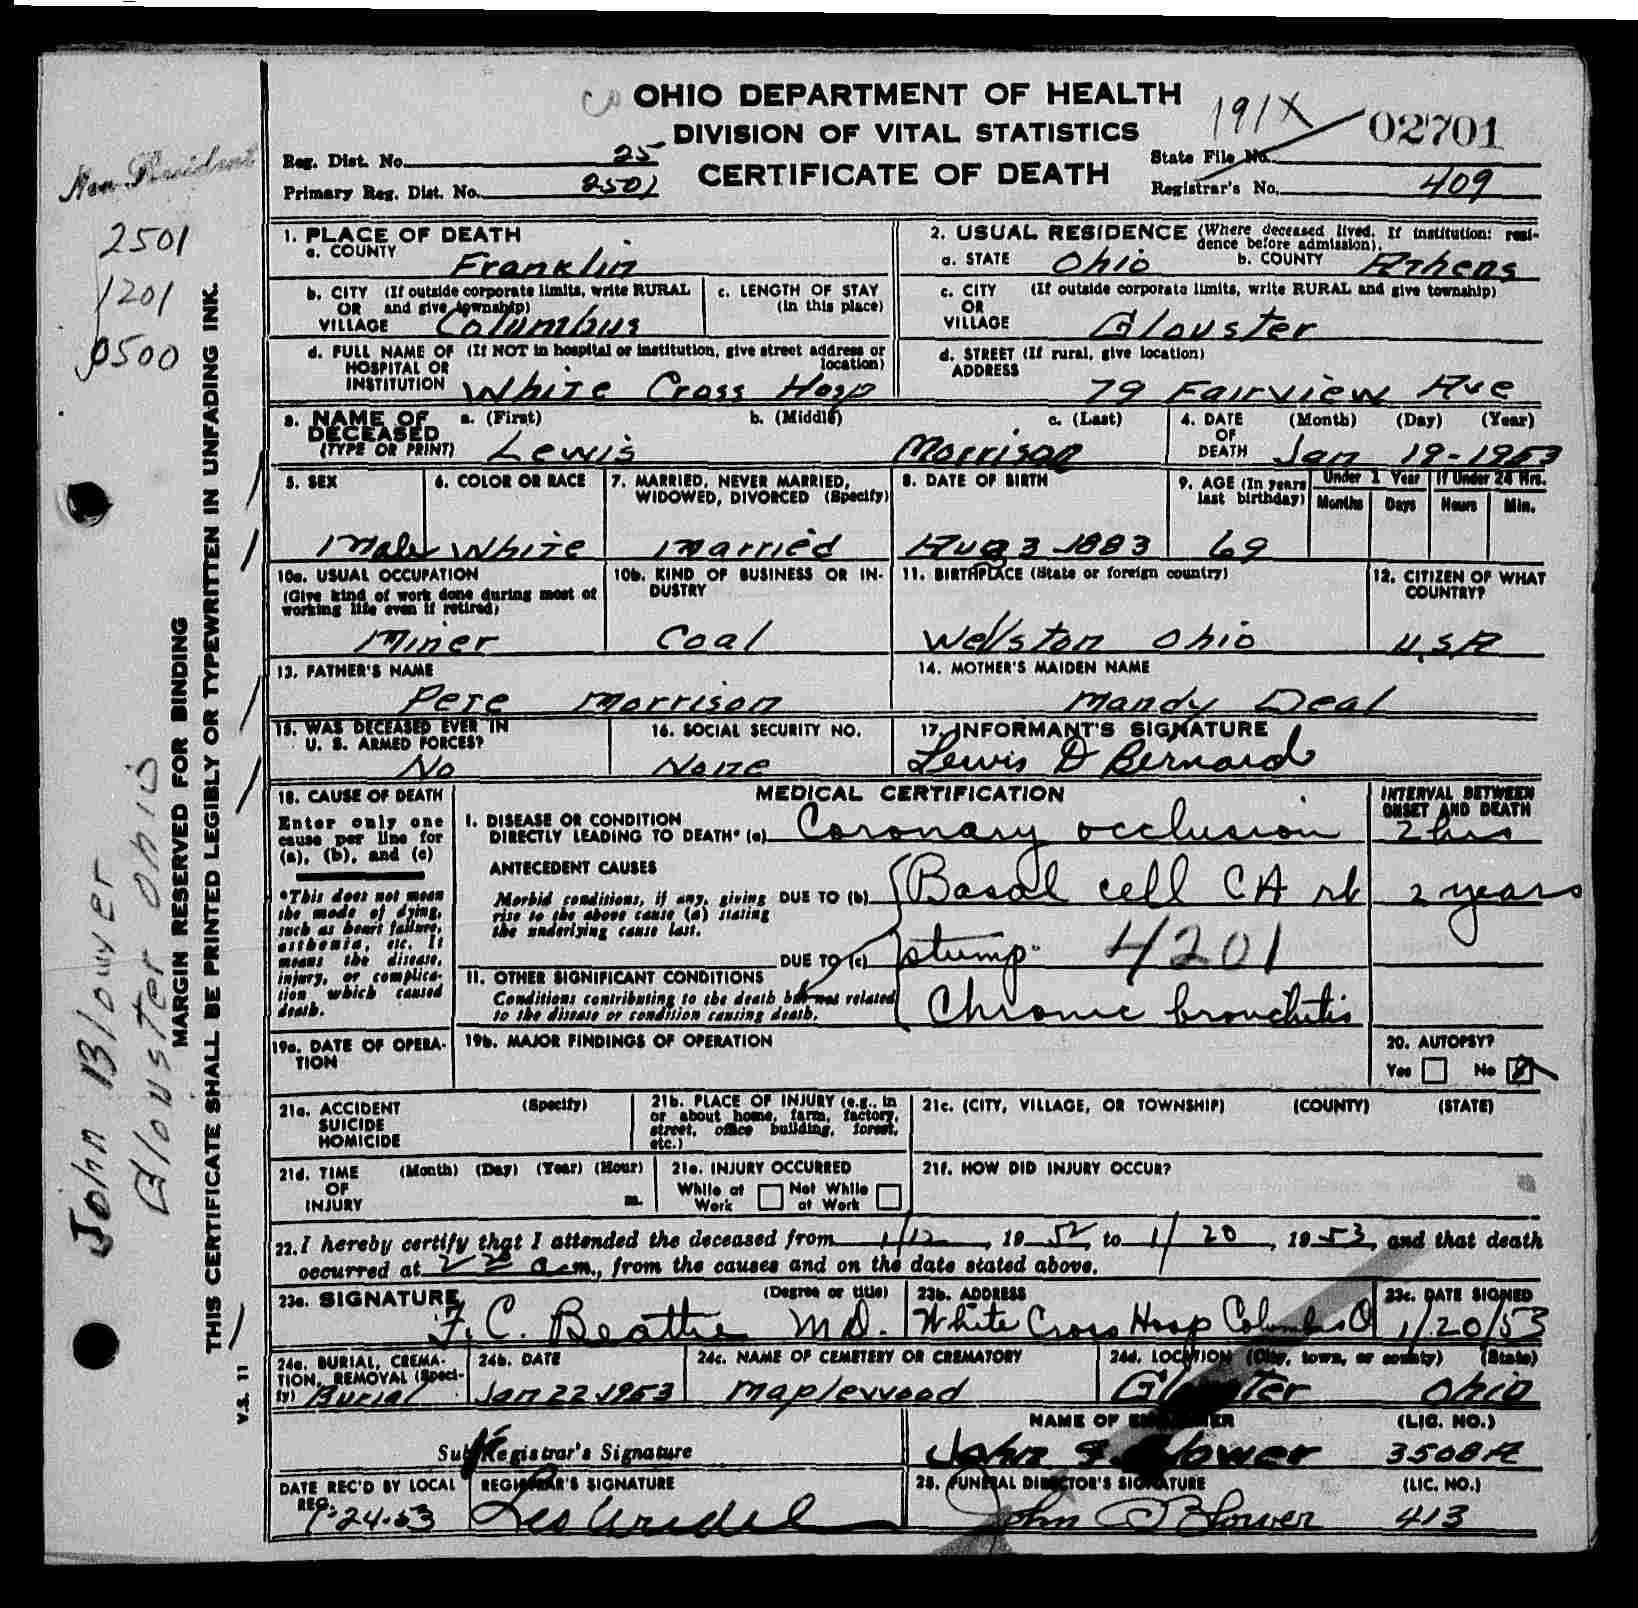 OHIO DEPARTMENT OF HEALTH
DIVISION OF VITAL STATISTICS
CERTIFICATE OF DEATH
Reg. Dist. No. 25
Primary Reg. Dist. No. 2501
191X
State File No. 02701
Registrar's No. 409
Non Resident
2501
1201
0500
1. PLACE OF DEATH
a. COUNTY Franklin
b. CITY (If outside corporate limits, write RURAL
OR and give township)
VILLAGE Columbus
c. LENGTH OF STAY
(in this place)
d. FULL NAME OF (If NOT in hospital or institution, give street address or
HOSPITAL OR location)
INSTITUTION White Cross Hosp
2. USUAL RESIDENCE (Where deceased lived. If institution: resi-
dence before admission).
a. STATE Ohio b. COUNTY Athens
c. CITY (If outside corporate limits, write RURAL and give township)
OR
VILLAGE Glouster
d. STREET (If rural, give location)
ADDRESS
79 Fairview Ave
3. NAME OF a. (First) b. (Middle) c. (Last)
DECEASED
(TYPE OR PRINT) Lewis Morrison
4. DATE (Month) (Day) (Year)
OF
DEATH Jan 19-1953
5. SEX
Male
6. COLOR OR RACE
White
7. MARRIED, NEVER MARRIED,
WIDOWED, DIVORCED (Specify)
Married
8. DATE OF BIRTH
Aug 3 1883
9. AGE (In years
last birthday)
69
Under 1 Year
Months Days
If Under 24 Hrs.
Hours Min.
10a. USUAL OCCUPATION
(Give kind of work done during most of
working life even if retired)
Miner
10b. KIND OF BUSINESS OR IN-
DUSTRY
Coal
11. BIRTHPLACE (State or foreign country)
Wellston Ohio
12. CITIZEN OF WHAT
COUNTRY?
U.S.A
13. FATHER'S NAME
Pete Morrison
14. MOTHER'S MAIDEN NAME
Mandy Deal
15. WAS DECEASED EVER IN
U. S. ARMED FORCES?
No
16. SOCIAL SECURITY NO.
None
17. INFORMANT'S SIGNATURE
Lewis D Bernard
18. CAUSE OF DEATH
Enter only one
cause per line for
(a), (b), and (c)
*This does not mean
the mode of dying,
such as heart failure,
asthenia, etc. It
means the disease,
injury, or complica-
tion which caused
death.
MEDICAL CERTIFICATION
INTERVAL BETWEEN
ONSET AND DEATH
I. DISEASE OR CONDITION
DIRECTLY LEADING TO DEATH* (a) Coronary occlusion 2 hrs
ANTECEDENT CAUSES
Morbid conditions, if any, giving
rise to the above cause (a) stating
the underlying cause last.
DUE TO (b) Basal cell CA rt 2 years
DUE TO (c) stump 4201
11. OTHER SIGNIFICANT CONDITIONS
Conditions contributing to the death but not related
to the disease or condition causing death.
Chronic bronchitis
19a. DATE OF OPERA-
TION
19b. MAJOR FINDINGS OF OPERATION
20. AUTOPSY?
Yes No
21a. ACCIDENT (Specify)
SUICIDE
HOMICIDE
21b. PLACE OF INJURY (e.g., in
or about home, farm, factory,
street, office building, forest,
etc.)
21c. (CITY, VILLAGE, OR TOWNSHIP) (COUNTY) (STATE)
21d. TIME (Month) (Day) (Year) (Hour)
OF
INJURY m.
21e. INJURY OCCURRED
While at Work Not While at Work
21f. HOW DID INJURY OCCUR?
22. I hereby certify that I attended the deceased from 1/12, 1952, to 1/20, 1953, and that death
occurred at a.m., from the causes and on the date stated above.
23a. SIGNATURE (Degree or title)
F. C. Beattie MD.
23b. ADDRESS
White Cross Hosp Columbus O
23c. DATE SIGNED
1/20/53
24a. BURIAL, CREMA-
TION, REMOVAL (Speci-
fy) Burial
24b. DATE
Jan 22 1953
24c. NAME OF CEMETERY OR CREMATORY
Maplewood
24d. LOCATION (City, town, or county) (State)
Glouster Ohio
NAME OF EMBALMER (LIC. NO.)
John Blower 3508A
Sub Registrar's Signature
DATE REC'D BY LOCAL
REG. 1-24-53
REGISTRAR'S SIGNATURE
25. FUNERAL DIRECTOR'S SIGNATURE (LIC. NO.)
John Blower 413
John Blower
Glouster Ohio
MARGIN RESERVED FOR BINDING
THIS CERTIFICATE SHALL BE PRINTED LEGIBLY OR TYPEWRITTEN IN UNFADING INK.
V.S. 11